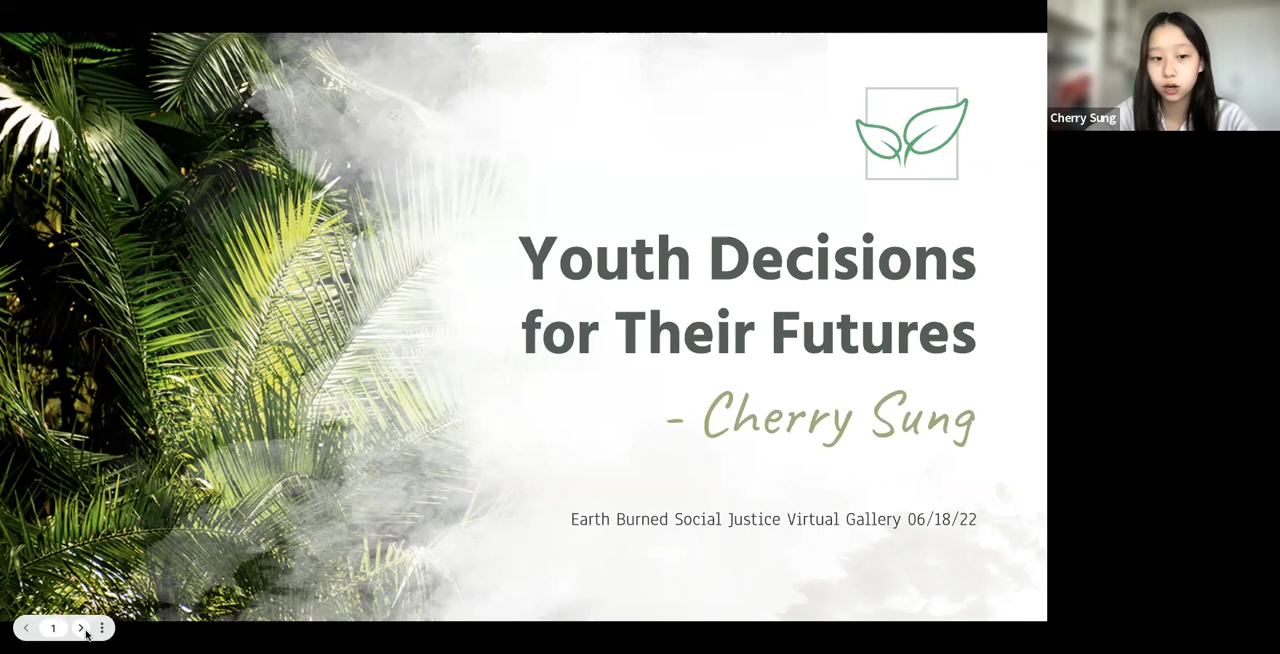 Youth Decisions
for Their Futures
- Cherry Sung
Earth Burned Social Justice Virtual Gallery 06/18/22
Cherry Sung
1